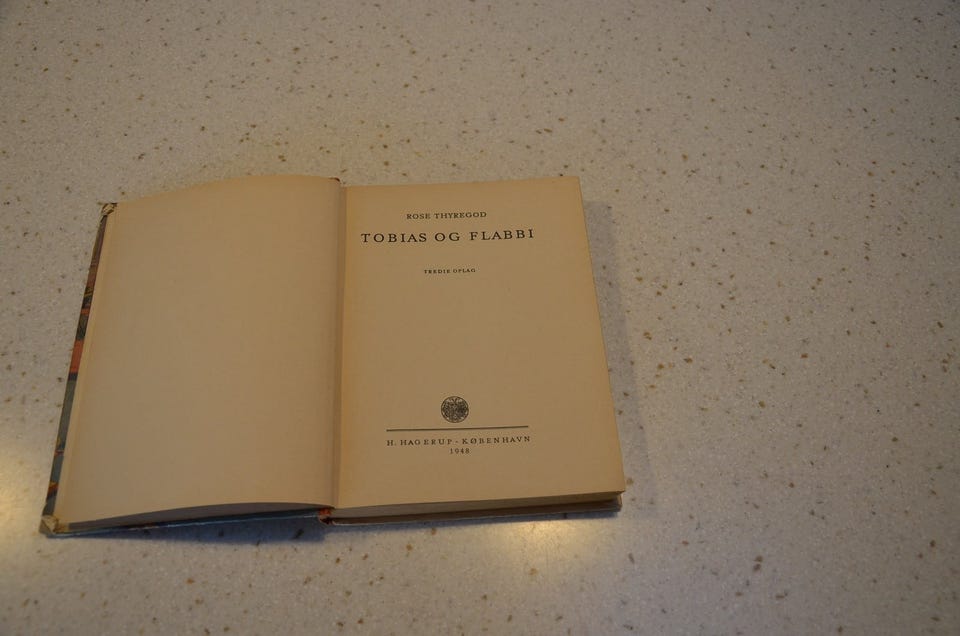 ROSE THYREGOD
TOBIAS OG FLABBI
TREDIE OPLAG
H. HAGERUP - KØBENHAVN
1948